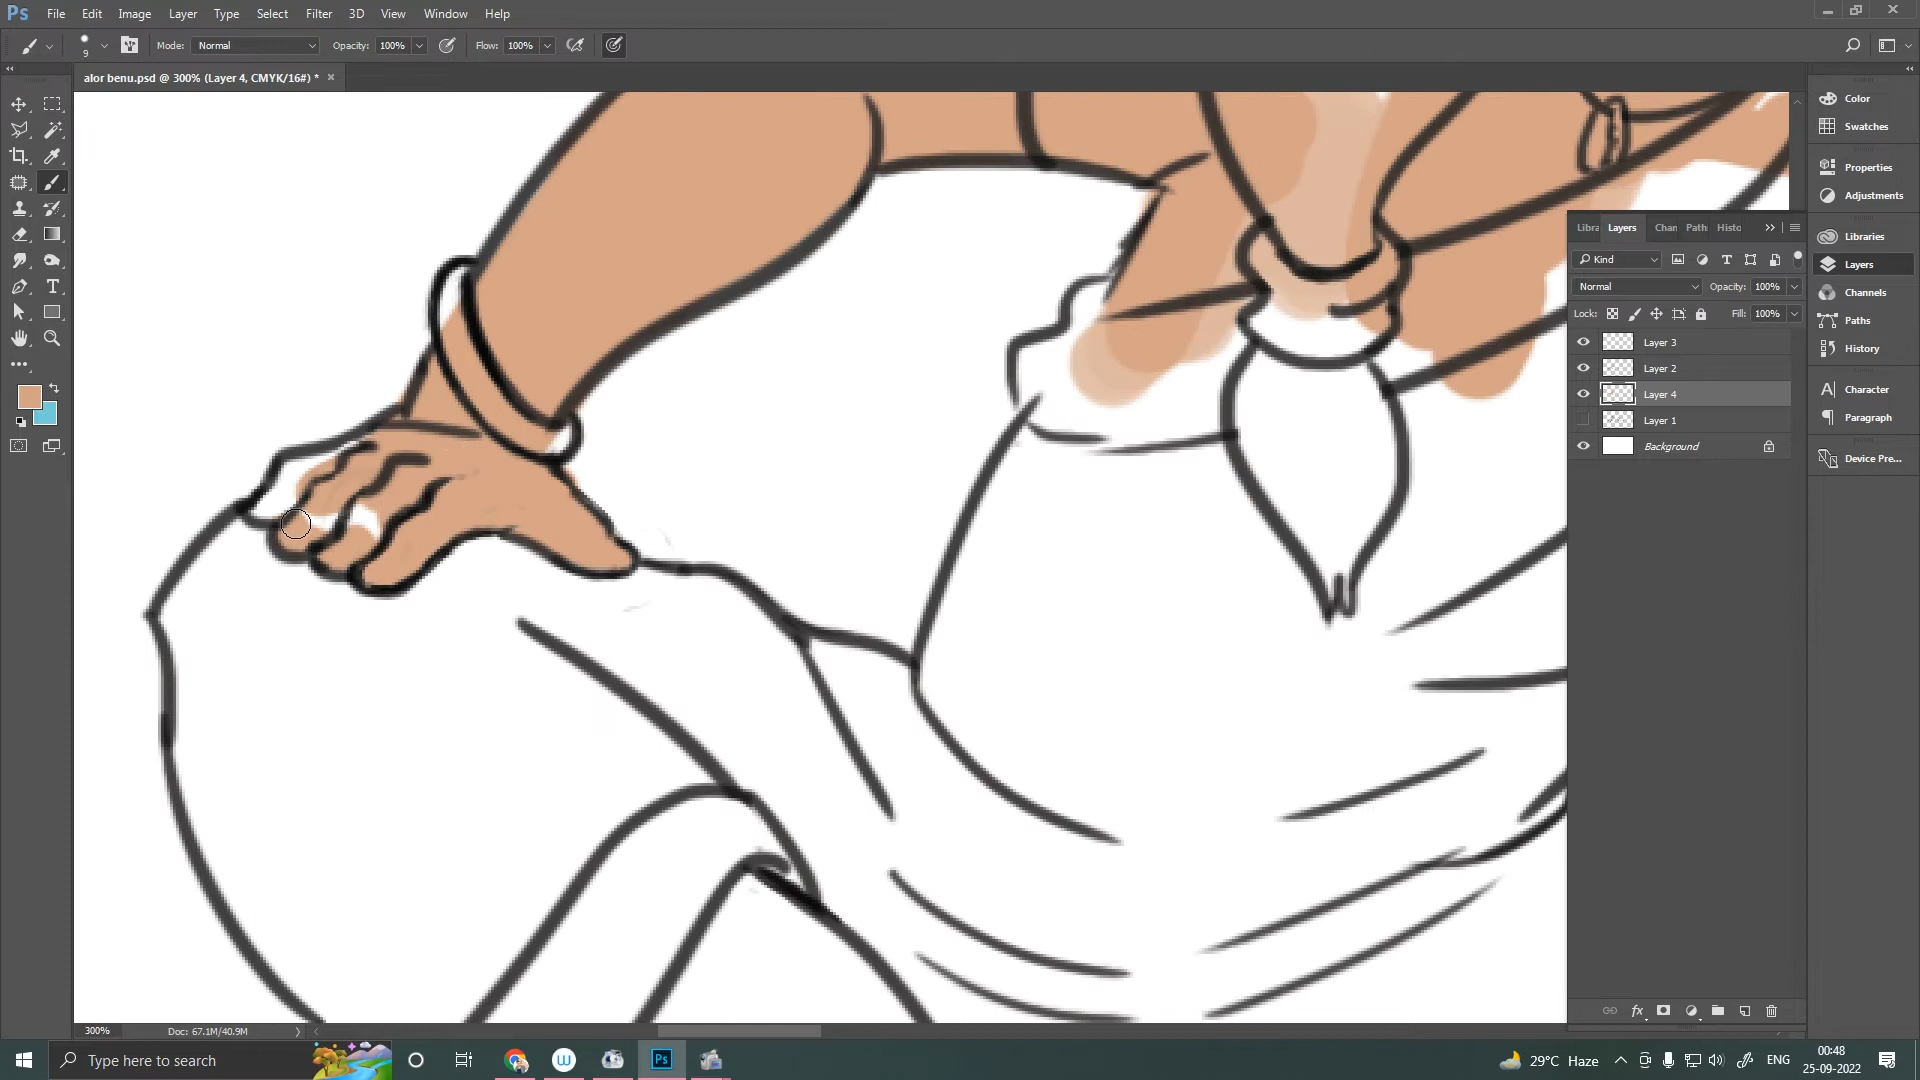 Ps File Edit Image Layer Type Select Filter 3D View Window Help
9 Mode: Normal Opacity: 100% Flow: 100%
alor benu.psd @ 300% (Layer 4, CMYK/16#) * ×
Color
Swatches
Properties
Adjustments
Libraries
Layers
Channels
Paths
History
Character
Paragraph
Device Pre...
Libra Layers Chan Path Histo
Kind
Normal Opacity: 100%
Lock: Fill: 100%
Layer 3
Layer 2
Layer 4
Layer 1
Background
fx
300% Doc: 67.1M/40.9M
Type here to search
Ps
29°C Haze
ENG
00:48
25-09-2022